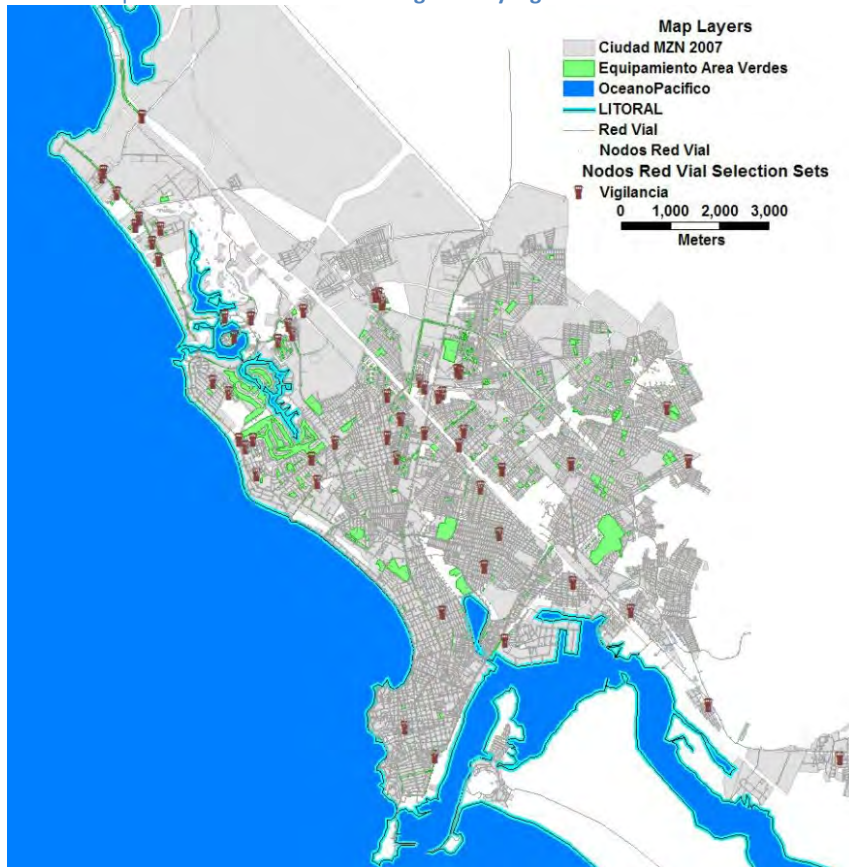 Map Layers
Ciudad MZN 2007
Equipamiento Area Verdes
OceanoPacifico
LITORAL
Red Vial
Nodos Red Vial
Nodos Red Vial Selection Sets
Vigilancia
0 1,000 2,000 3,000
Meters